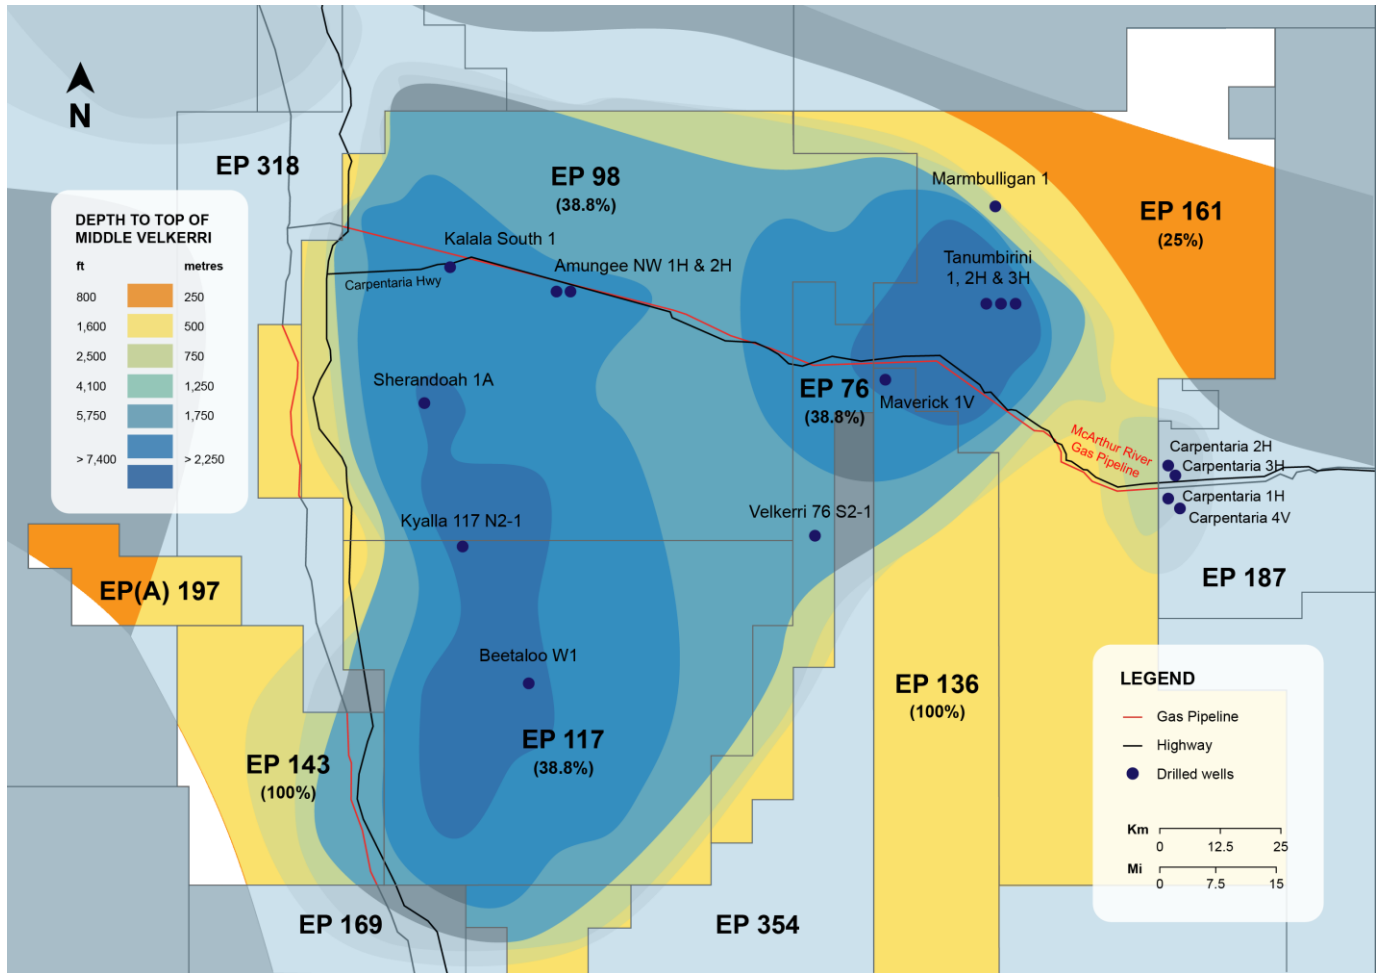 N
EP 318
EP 98
(38.8%)
Marmbulligan 1
EP 161
(25%)
DEPTH TO TOP OF
MIDDLE VELKERRI
ft metres
800 250
1,600 500
2,500 750
4,100 1,250
5,750 1,750
> 7,400 > 2,250
Kalala South 1
Amungee NW 1H & 2H
Carpentaria Hwy
Tanumbirini
1, 2H & 3H
Sherandoah 1A
EP 76
(38.8%)
Maverick 1V
McArthur River
Gas Pipeline
Carpentaria 2H
Carpentaria 3H
Carpentaria 1H
Carpentaria 4V
Kyalla 117 N2-1
Velkerri 76 S2-1
EP(A) 197
EP 187
Beetaloo W1
EP 136
(100%)
EP 117
(38.8%)
EP 143
(100%)
LEGEND
Gas Pipeline
Highway
Drilled wells
Km
0 12.5 25
Mi
0 7.5 15
EP 169
EP 354